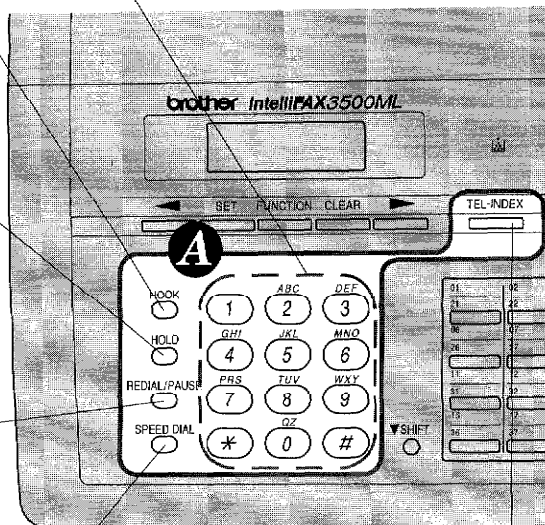 brother IntelliFAX3500ML
SET FUNCTION CLEAR
TEL-INDEX
A
HOOK
HOLD
REDIAL/PAUSE
SPEED DIAL
1 ABC 2 DEF 3
GHI 4 JKL 5 MNO 6
PRS 7 TUV 8 WXY 9
* QZ 0 #
▼SHIFT
01 02
21 22
06 07
26
11 12
31 32
36 37